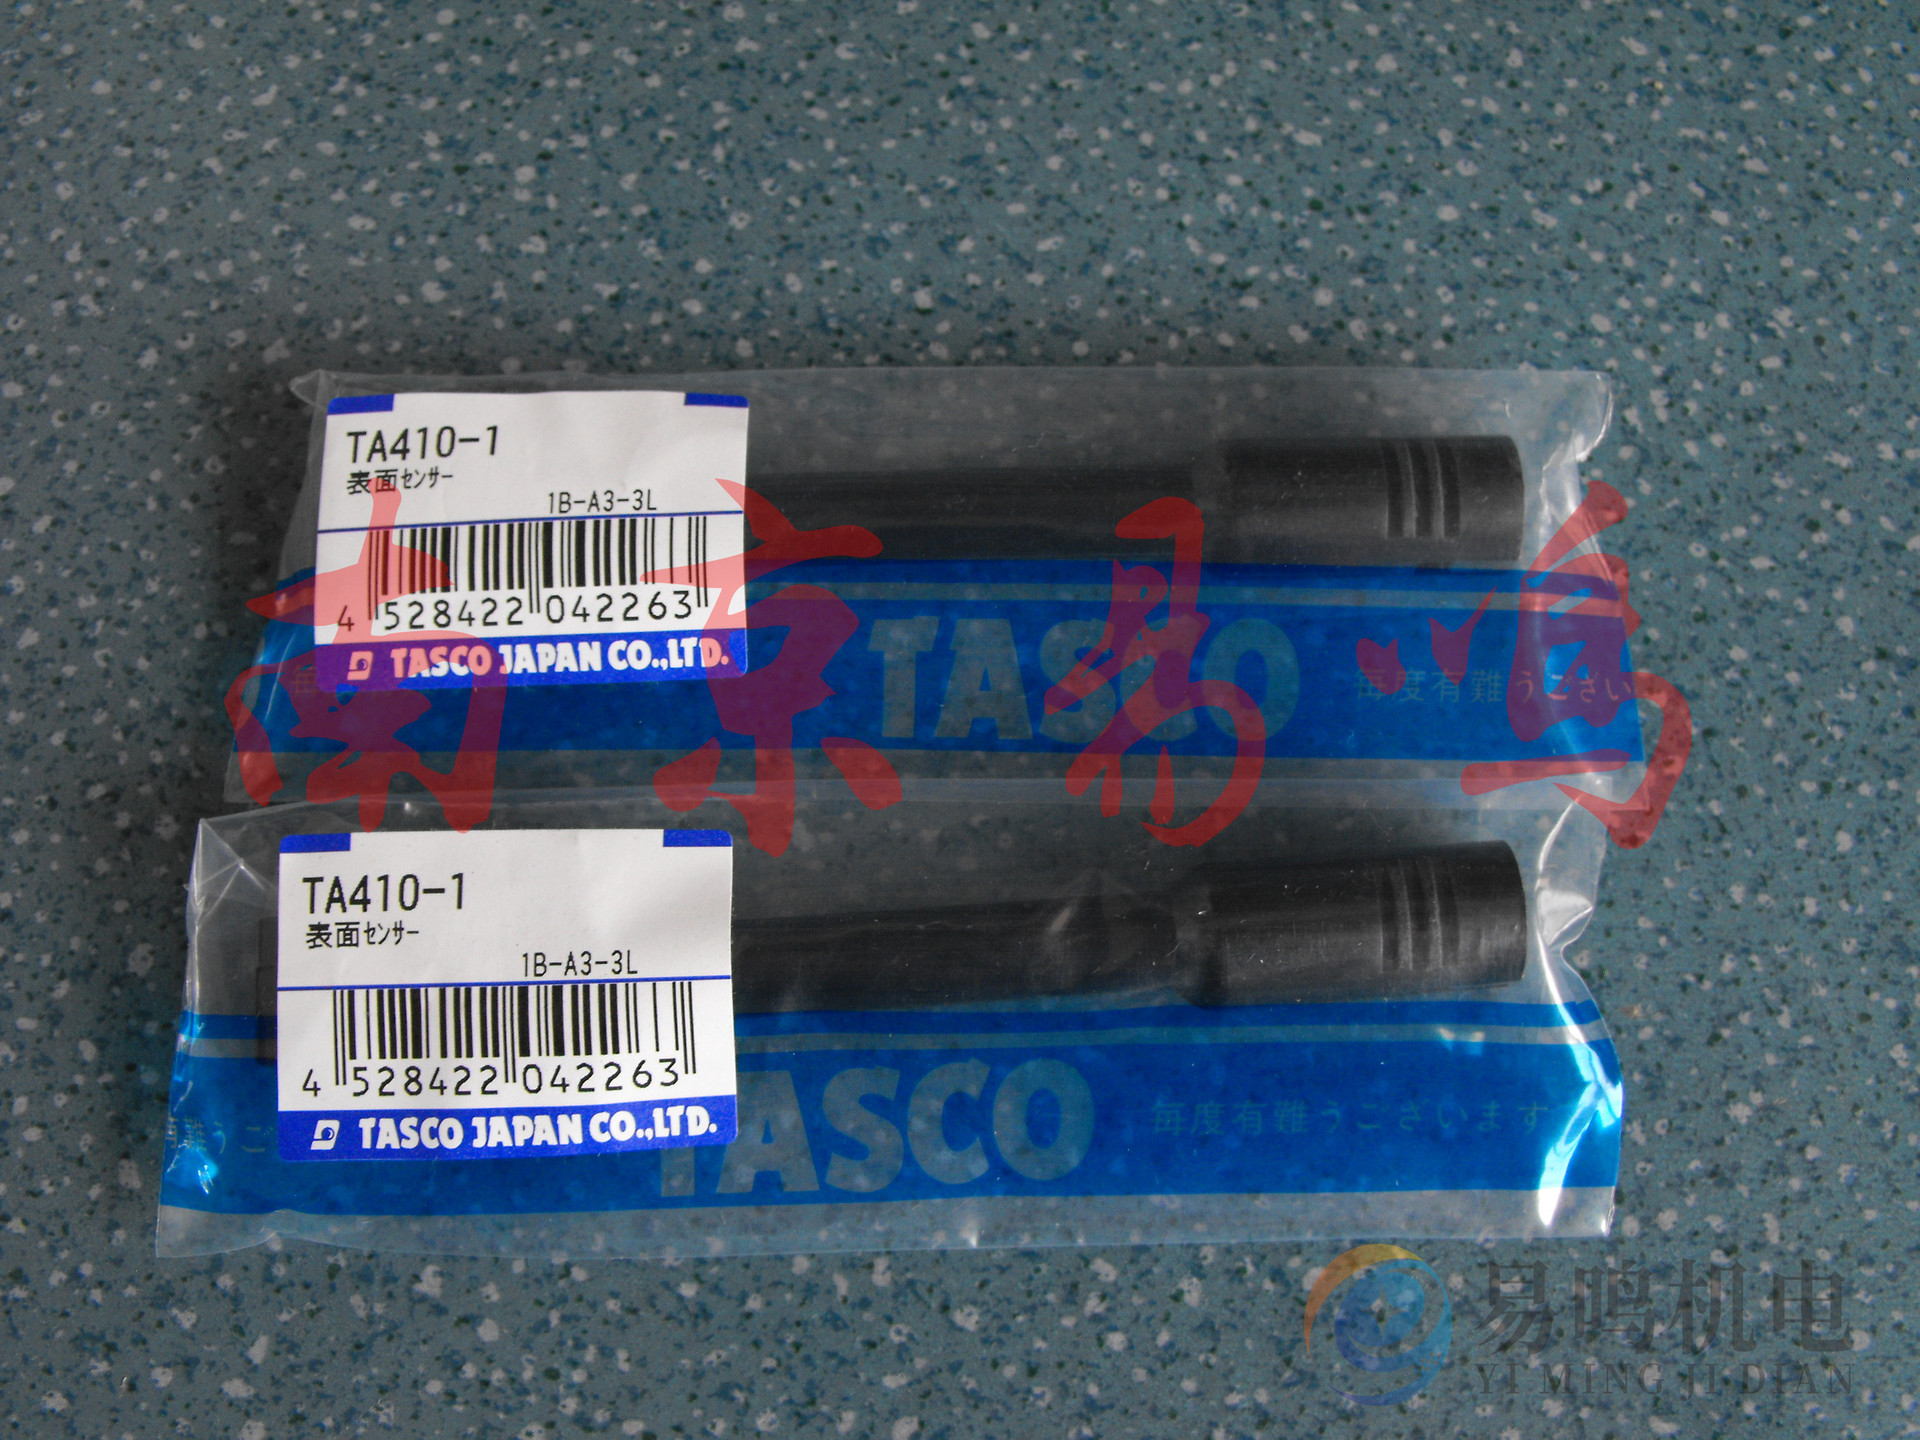 TA410-1
表面センサー
1B-A3-3L
4 528422 042263
TASCO JAPAN CO.,LTD.
TASCO
毎度有難うござい
南京易鸣
TA410-1
表面センサー
1B-A3-3L
4 528422 042263
TASCO JAPAN CO.,LTD.
難うご
TASCO
毎度有難うございます
易鸣机电
YI MING JI DIAN